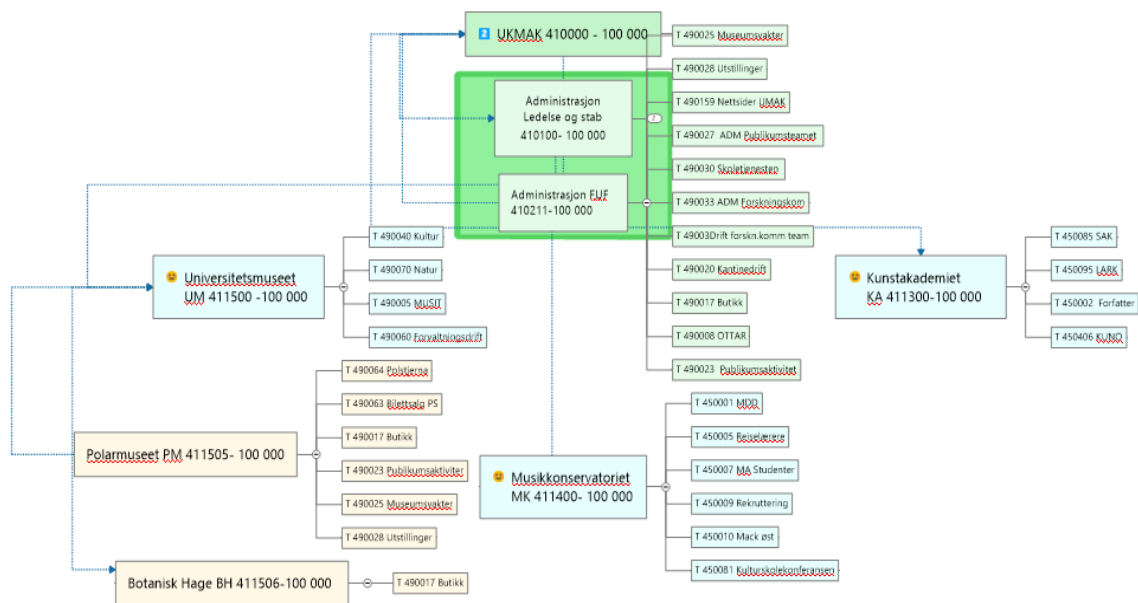 2 UKMAK 410000 - 100 000
Administrasjon
Ledelse og stab
410100- 100 000
2
Administrasjon FUF
410211-100 000
T 490025 Museumsvakter
T 490028 Utstillinger
T 490159 Nettsider UMAK
T 490027 ADM Publikumsteamet
T 490030 Skoletjenesten
T 490033 ADM Forskningskom
T 49003Drift forskn.komm team
T 490020 Kantinedrift
T 490017 Butikk
T 490008 OTTAR
T 490023 Publikumsaktivitet
Universitetsmuseet
UM 411500 -100 000
T 490040 Kultur
T 490070 Natur
T 490005 MUSIT
T 490060 Forvaltningsdrift
Kunstakademiet
KA 411300-100 000
T 450085 SAK
T 450095 LARK
T 450002 Forfatter
T 450406 KUNO
Polarmuseet PM 411505- 100 000
T 490064 Polstjerna
T 490063 Bilettsalg PS
T 490017 Butikk
T 490023 Publikumsaktiviter
T 490025 Museumsvakter
T 490028 Utstillinger
Musikkonservatoriet
MK 411400- 100 000
T 450001 MDD
T 450005 Reiselærere
T 450007 MA Studenter
T 450009 Rekruttering
T 450010 Mack øst
T 450081 Kulturskolekonferansen
Botanisk Hage BH 411506-100 000
T 490017 Butikk